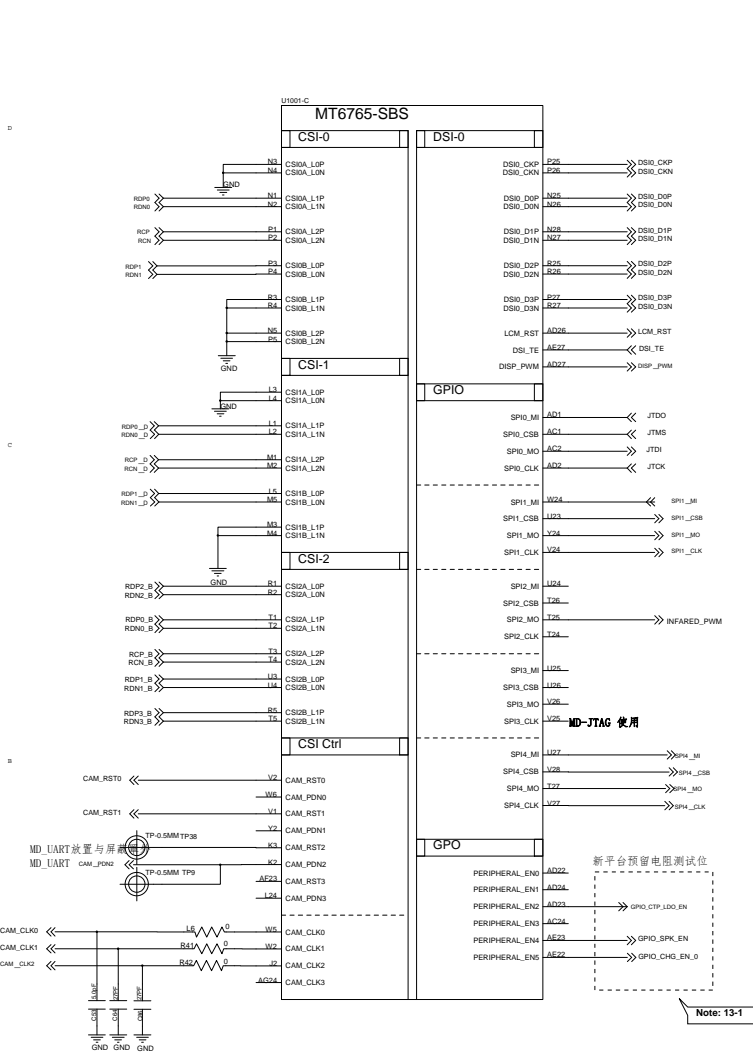 U1001-C
MT6765-SBS
D
CSI-0 DSI-0
N3 CSI0A_L0P DSI0_CKP P25 DSI0_CKP
N4 CSI0A_L0N DSI0_CKN P26 DSI0_CKN
GND
RDP0 N1 CSI0A_L1P DSI0_D0P N25 DSI0_D0P
RDN0 N2 CSI0A_L1N DSI0_D0N N26 DSI0_D0N
RCP P1 CSI0A_L2P DSI0_D1P N28 DSI0_D1P
RCN P2 CSI0A_L2N DSI0_D1N N27 DSI0_D1N
RDP1 P3 CSI0B_L0P DSI0_D2P R25 DSI0_D2P
RDN1 P4 CSI0B_L0N DSI0_D2N R26 DSI0_D2N
R3 CSI0B_L1P DSI0_D3P P27 DSI0_D3P
R4 CSI0B_L1N DSI0_D3N R27 DSI0_D3N
N5 CSI0B_L2P LCM_RST AD26 LCM_RST
P5 CSI0B_L2N
DSI_TE AE27 DSI_TE
GND
CSI-1 DISP_PWM AD27 DISP_PWM
GPIO
L3 CSI1A_L0P
L4 CSI1A_L0N
GND
SPI0_MI AD1 JTDO
RDP0_D L1 CSI1A_L1P
RDN0_D L2 CSI1A_L1N SPI0_CSB AC1 JTMS
C
SPI0_MO AC2 JTDI
RCP_D M1 CSI1A_L2P
RCN_D M2 CSI1A_L2N SPI0_CLK AD2 JTCK
RDP1_D L5 CSI1B_L0P
RDN1_D M5 CSI1B_L0N SPI1_MI W24 SPI1_MI
SPI1_CSB U23 SPI1_CSB
M3 CSI1B_L1P
M4 CSI1B_L1N SPI1_MO Y24 SPI1_MO
SPI1_CLK V24 SPI1_CLK
CSI-2
GND
RDP2_B R1 CSI2A_L0P SPI2_MI U24
RDN2_B R2 CSI2A_L0N
SPI2_CSB T26
RDP0_B T1 CSI2A_L1P SPI2_MO T25 INFARED_PWM
RDN0_B T2 CSI2A_L1N
SPI2_CLK T24
RCP_B T3 CSI2A_L2P
RCN_B T4 CSI2A_L2N
SPI3_MI U25
RDP1_B U3 CSI2B_L0P
RDN1_B U4 CSI2B_L0N SPI3_CSB U26
SPI3_MO V26
RDP3_B R5 CSI2B_L1P
RDN3_B T5 CSI2B_L1N SPI3_CLK V25 MD-JTAG 使用
CSI Ctrl
SPI4_MI U27 SPI4_MI
B
SPI4_CSB V28 SPI4_CSB
CAM_RST0 V2 CAM_RST0
SPI4_MO T27 SPI4_MO
W6 CAM_PDN0
SPI4_CLK V27 SPI4_CLK
CAM_RST1 V1 CAM_RST1
Y2 CAM_PDN1
TP-0.5MM TP38
MD_UART放置与屏蔽 K3 CAM_RST2 GPO
MD_UART CAM_PDN2 K2 CAM_PDN2 新平台预留电阻测试位
TP-0.5MM TP9 PERIPHERAL_EN0 AD22
AF23 CAM_RST3
PERIPHERAL_EN1 AD24
L24 CAM_PDN3
PERIPHERAL_EN2 AD23 GPIO_CTP_LDO_EN
PERIPHERAL_EN3 AC24
CAM_CLK0 L6 0 W5 CAM_CLK0
PERIPHERAL_EN4 AE23 GPIO_SPK_EN
CAM_CLK1 R41 0 W2 CAM_CLK1
PERIPHERAL_EN5 AE22 GPIO_CHG_EN_0
CAM_CLK2 R42 0 J2 CAM_CLK2
AG24 CAM_CLK3
5.0pF 27PF 27PF
C53 C64
Note: 13-1
GND GND GND